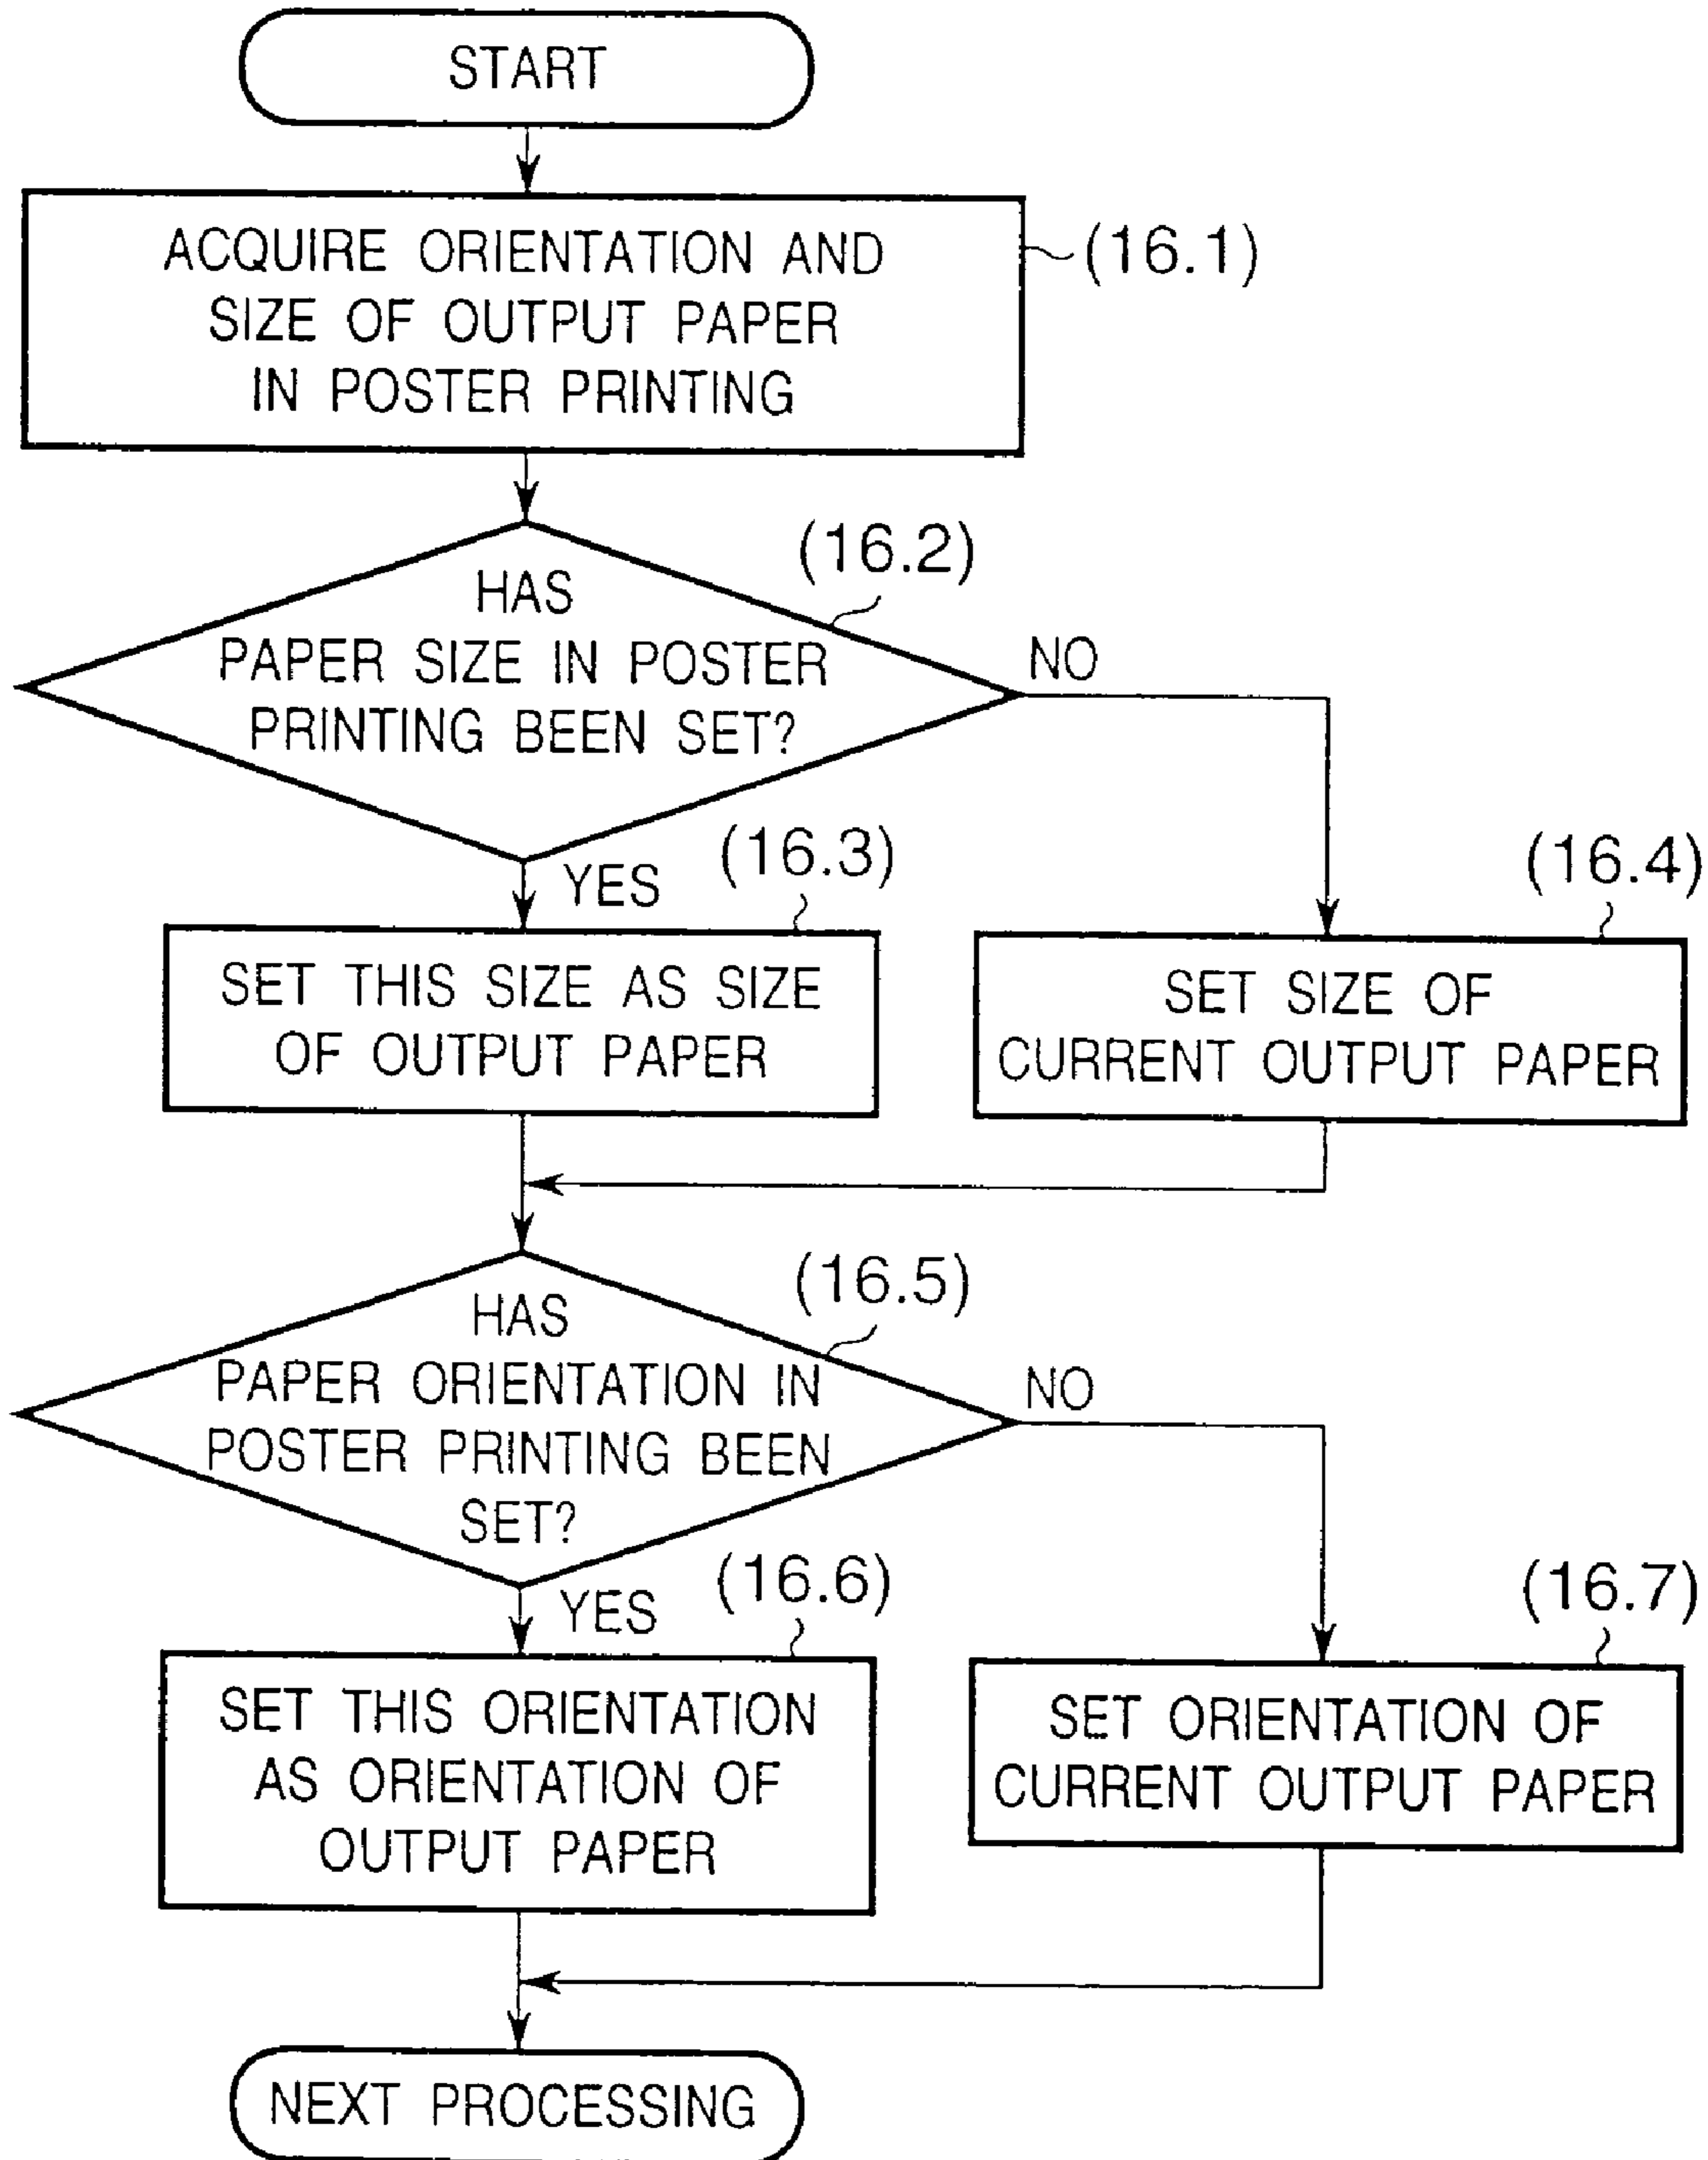 START
ACQUIRE ORIENTATION AND
SIZE OF OUTPUT PAPER
IN POSTER PRINTING
(16.1)
(16.2)
HAS
PAPER SIZE IN POSTER
PRINTING BEEN SET?
NO
YES
(16.3)
(16.4)
SET THIS SIZE AS SIZE
OF OUTPUT PAPER
SET SIZE OF
CURRENT OUTPUT PAPER
(16.5)
HAS
PAPER ORIENTATION IN
POSTER PRINTING BEEN
SET?
NO
YES
(16.6)
(16.7)
SET THIS ORIENTATION
AS ORIENTATION OF
OUTPUT PAPER
SET ORIENTATION OF
CURRENT OUTPUT PAPER
NEXT PROCESSING